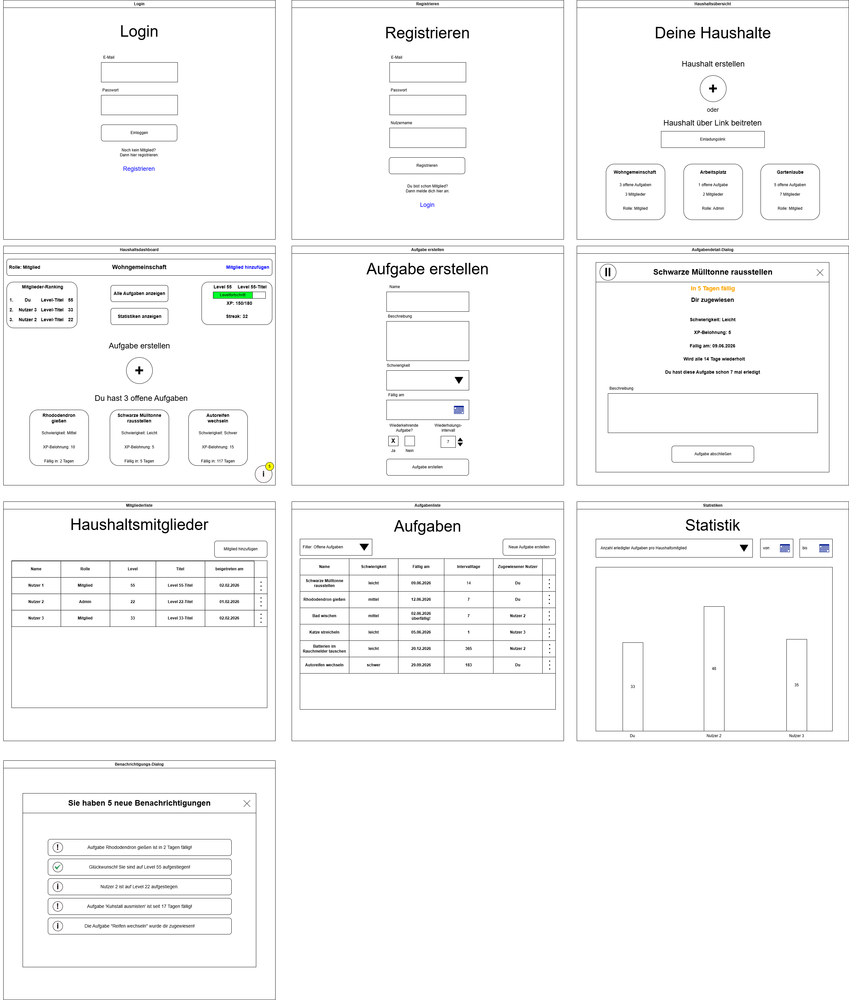 Login
Login
E-Mail
Passwort
Einloggen
Noch kein Mitglied?
Dann hier registrieren:
Registrieren
Registrieren
Registrieren
E-Mail
Passwort
Nutzername
Registrieren
Du bist schon Mitglied?
Dann melde dich hier an:
Login
Haushaltsübersicht
Deine Haushalte
Haushalt erstellen
+
oder
Haushalt über Link beitreten
Einladungslink
Wohngemeinschaft
3 offene Aufgaben
3 Mitglieder
Rolle: Mitglied
Arbeitsplatz
1 offene Aufgabe
2 Mitglieder
Rolle: Admin
Gartenlaube
5 offene Aufgaben
7 Mitglieder
Rolle: Mitglied
Haushaltsdashboard
Rolle: Mitglied Wohngemeinschaft Mitglied hinzufügen
Mitglieder-Ranking
1. Du Level-Titel 55
2. Nutzer 3 Level-Titel 33
3. Nutzer 2 Level-Titel 22
Alle Aufgaben anzeigen
Statistiken anzeigen
Level 55 Level 55-Titel
Levelfortschritt
XP: 150/180
Streak: 32
Aufgabe erstellen
+
Du hast 3 offene Aufgaben
Rhododendron
gießen
Schwierigkeit: Mittel
XP-Belohnung: 10
Fällig in: 2 Tagen
Schwarze Mülltonne
rausstellen
Schwierigkeit: Leicht
XP-Belohnung: 5
Fällig in: 5 Tagen
Autoreifen
wechseln
Schwierigkeit: Schwer
XP-Belohnung: 15
Fällig in: 117 Tagen
5
i
Aufgabe erstellen
Aufgabe erstellen
Name
Beschreibung
Schwierigkeit
Fällig am
Wiederkehrende
Aufgabe?
X
Ja Nein
Wiederholungs-
intervall
7
Aufgabe erstellen
Aufgabendetail-Dialog
Schwarze Mülltonne rausstellen
In 5 Tagen fällig
Dir zugewiesen
Schwierigkeit: Leicht
XP-Belohnung: 5
Fallig am: 09.06.2026
Wird alle 14 Tage wiederholt
Du hast diese Aufgabe schon 7 mal erledigt
Beschreibung
Aufgabe abschließen
Mitgliederliste
Haushaltsmitglieder
Mitglied hinzufügen
Name Rolle Level Titel beigetreten am
Nutzer 1 Mitglied 55 Level 55-Titel 02.02.2026
Nutzer 2 Admin 22 Level 22-Titel 01.02.2026
Nutzer 3 Mitglied 33 Level 33-Titel 02.02.2026
Aufgabenliste
Aufgaben
Filter: Offene Aufgaben
Neue Aufgabe erstellen
Name Schwierigkeit Fällig am Intervalltage Zugewiesener Nutzer
Schwarze Mülltonne
rausstellen leicht 09.06.2026 14 Du
Rhododendron gießen mittel 12.06.2026 7 Du
Bad wischen mittel 02.06.2026
überfällig! 7 Nutzer 2
Katze streicheln leicht 05.06.2026 1 Nutzer 3
Batterien im
Rauchmelder tauschen leicht 20.12.2026 365 Nutzer 2
Autoreifen wechseln schwer 29.09.2026 183 Du
Statistiken
Statistik
Anzahl erledigter Aufgaben pro Haushaltsmitglied
von
bis
33
48
35
Du Nutzer 2 Nutzer 3
Benachrichtigungs-Dialog
Sie haben 5 neue Benachrichtigungen
! Aufgabe Rhododendron gießen ist in 2 Tagen fällig!
Glückwunsch! Sie sind auf Level 55 aufgestiegen!
i Nutzer 2 ist auf Level 22 aufgestiegen.
! Aufgabe 'Kuhstall ausmisten' ist seit 17 Tagen fällig!
i Die Aufgabe "Reifen wechseln" wurde dir zugewiesen!